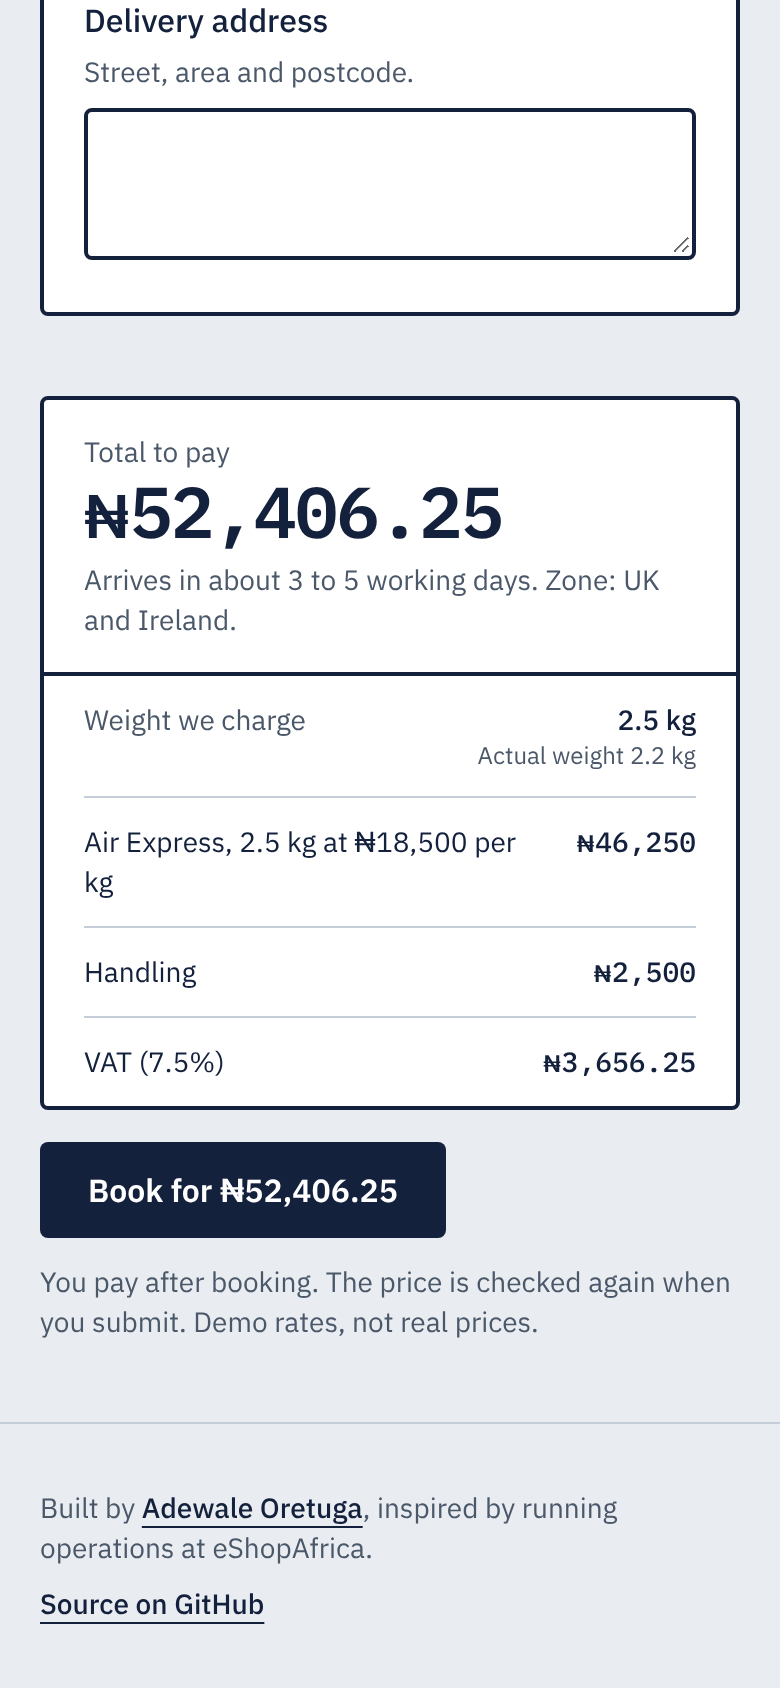 Delivery address
Street, area and postcode.
Total to pay
₦52,406.25
Arrives in about 3 to 5 working days. Zone: UK
and Ireland.
Weight we charge
2.5 kg
Actual weight 2.2 kg
Air Express, 2.5 kg at ₦18,500 per
kg
₦46,250
Handling
₦2,500
VAT (7.5%)
₦3,656.25
Book for ₦52,406.25
You pay after booking. The price is checked again when
you submit. Demo rates, not real prices.
Built by Adewale Oretuga, inspired by running
operations at eShopAfrica.
Source on GitHub